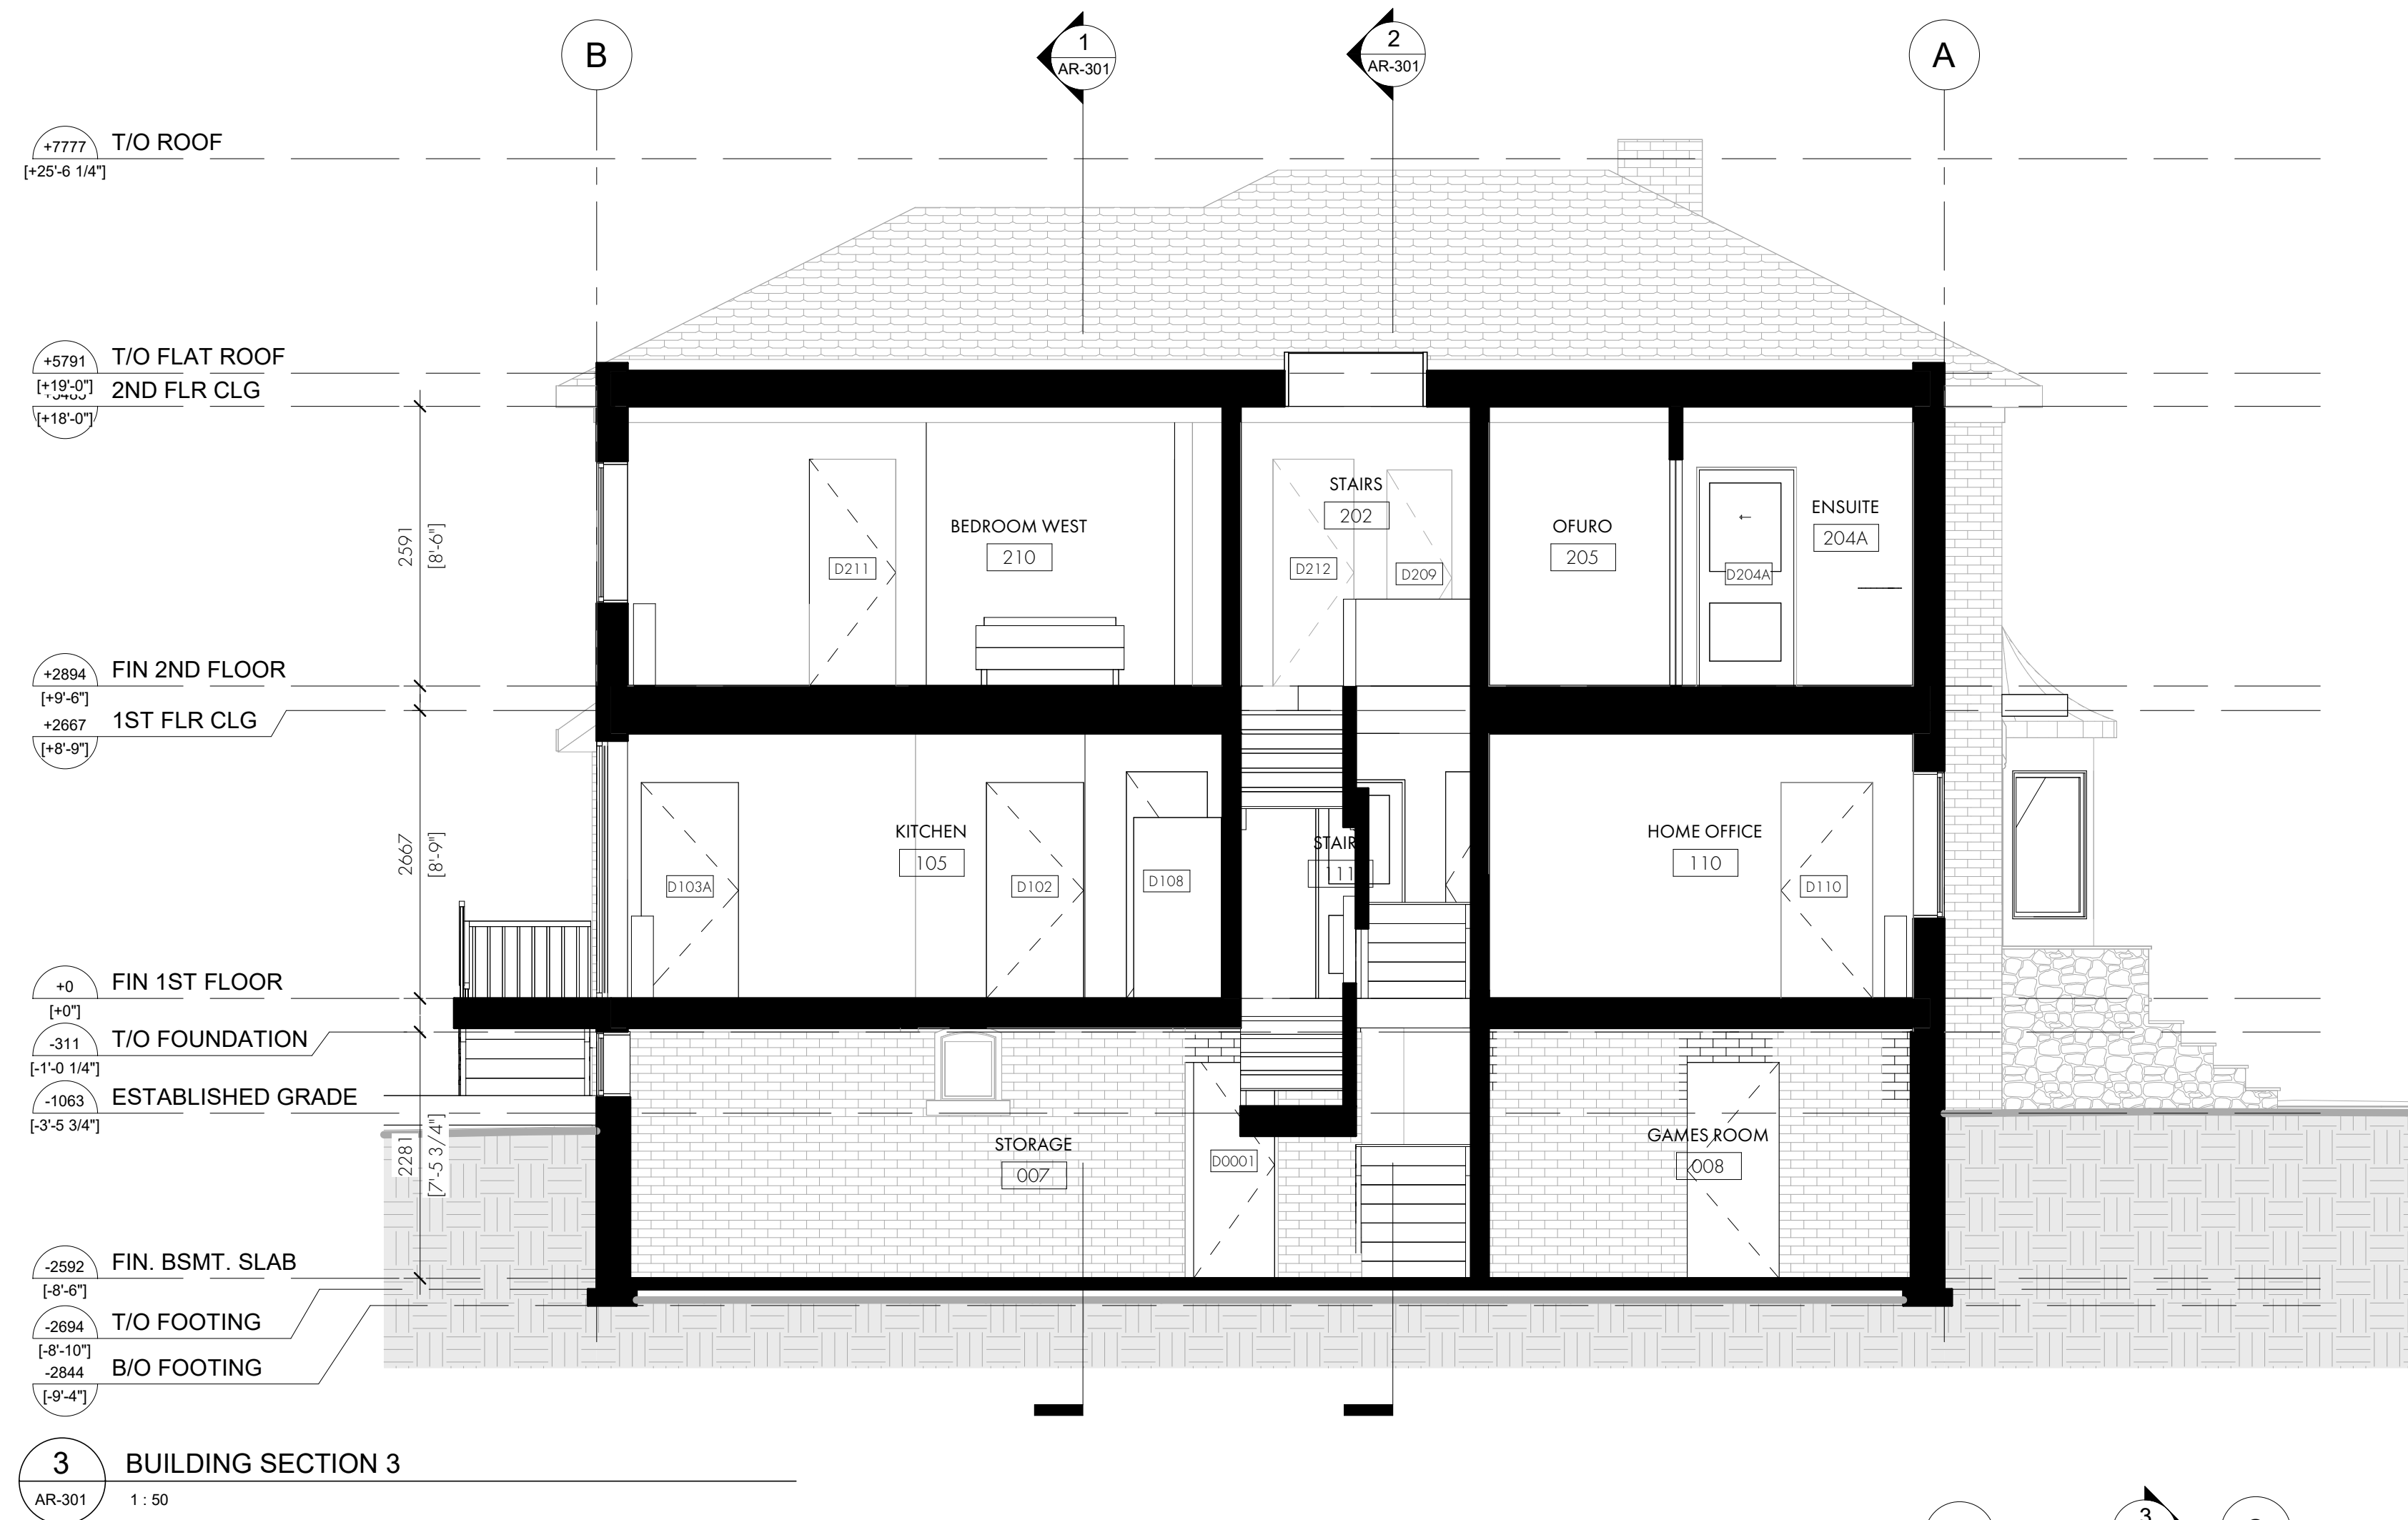 B
1
AR-301
2
AR-301
A
+7777
T/O ROOF
[+25'-6 1/4"]
+5791
T/O FLAT ROOF
[+19'-0"]
2ND FLR CLG
[+18'-0"]
2591
[8'-6"]
BEDROOM WEST
210
D211
STAIRS
202
D212
D209
OFURO
205
ENSUITE
204A
←
D204A
+2894
FIN 2ND FLOOR
[+9'-6"]
+2667
1ST FLR CLG
[+8'-9"]
2667
[8'-9"]
KITCHEN
105
D103A
D102
D108
STAIR
111
HOME OFFICE
110
D110
+0
FIN 1ST FLOOR
[+0"]
-311
T/O FOUNDATION
[-1'-0 1/4"]
-1063
ESTABLISHED GRADE
[-3'-5 3/4"]
2281
[7'-5 3/4"]
STORAGE
007
D0001
GAMES ROOM
008
-2592
FIN. BSMT. SLAB
[-8'-6"]
-2694
T/O FOOTING
[-8'-10"]
-2844
B/O FOOTING
[-9'-4"]
3
BUILDING SECTION 3
AR-301
1 : 50
3